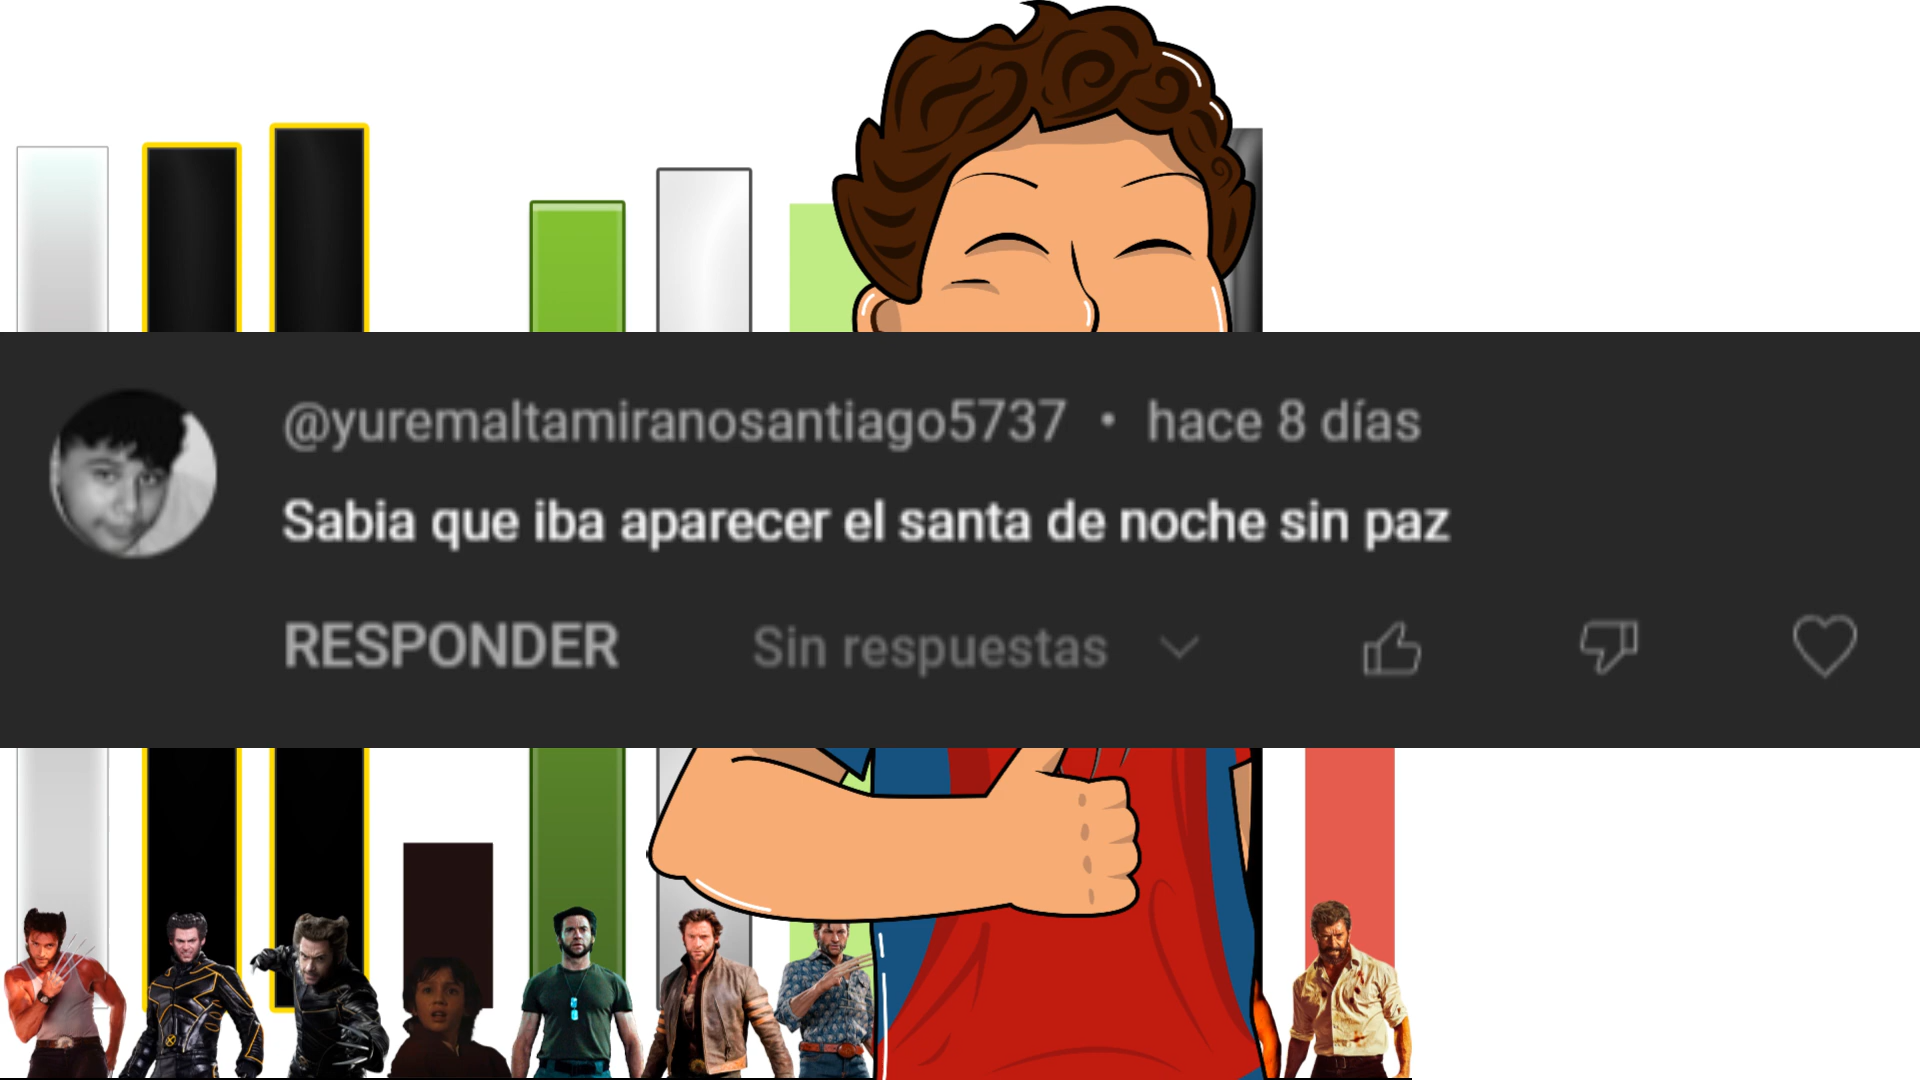 @yuremaltamiranosantiago5737 • hace 8 días
Sabia que iba aparecer el santa de noche sin paz
RESPONDER Sin respuestas